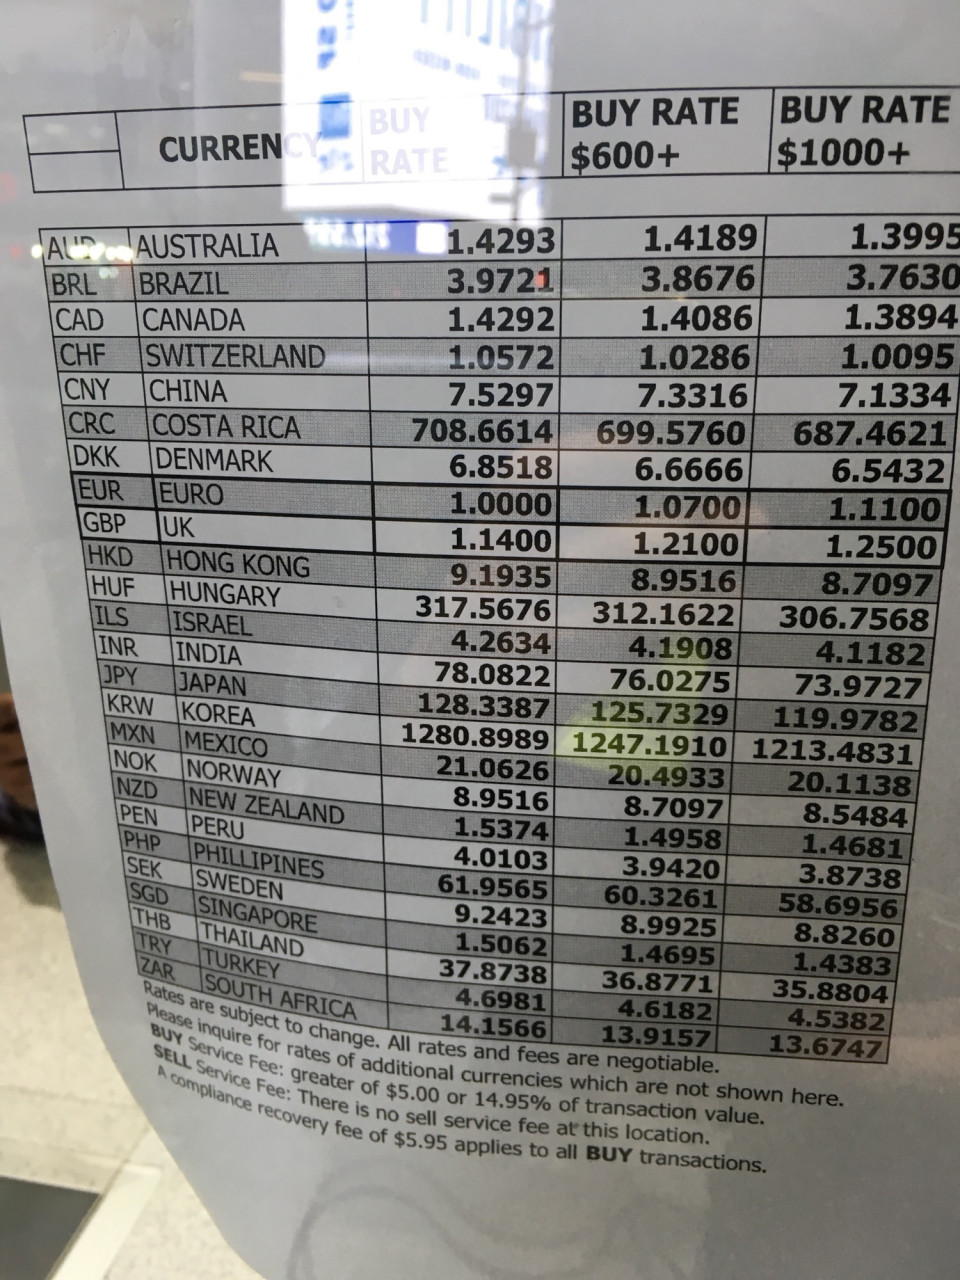 CURRENCY BUY RATE BUY RATE $600+ BUY RATE $1000+
AUD AUSTRALIA 1.4293 1.4189 1.3995
BRL BRAZIL 3.9721 3.8676 3.7630
CAD CANADA 1.4292 1.4086 1.3894
CHF SWITZERLAND 1.0572 1.0286 1.0095
CNY CHINA 7.5297 7.3316 7.1334
CRC COSTA RICA 708.6614 699.5760 687.4621
DKK DENMARK 6.8518 6.6666 6.5432
EUR EURO 1.0000 1.0700 1.1100
GBP UK 1.1400 1.2100 1.2500
HKD HONG KONG 9.1935 8.9516 8.7097
HUF HUNGARY 317.5676 312.1622 306.7568
ILS ISRAEL 4.2634 4.1908 4.1182
INR INDIA 78.0822 76.0275 73.9727
JPY JAPAN 128.3387 125.7329 119.9782
KRW KOREA 1280.8989 1247.1910 1213.4831
MXN MEXICO 21.0626 20.4933 20.1138
NOK NORWAY 8.9516 8.7097 8.5484
NZD NEW ZEALAND 1.5374 1.4958 1.4681
PEN PERU 4.0103 3.9420 3.8738
PHP PHILLIPINES 61.9565 60.3261 58.6956
SEK SWEDEN 9.2423 8.9925 8.8260
SGD SINGAPORE 1.5062 1.4695 1.4383
THB THAILAND 37.8738 36.8771 35.8804
TRY TURKEY 4.6981 4.6182 4.5382
ZAR SOUTH AFRICA 14.1566 13.9157 13.6747
Rates are subject to change. All rates and fees are negotiable.
Please inquire for rates of additional currencies which are not shown here.
BUY Service Fee: greater of $5.00 or 14.95% of transaction value.
SELL Service Fee: There is no sell service fee at this location.
A compliance recovery fee of $5.95 applies to all BUY transactions.